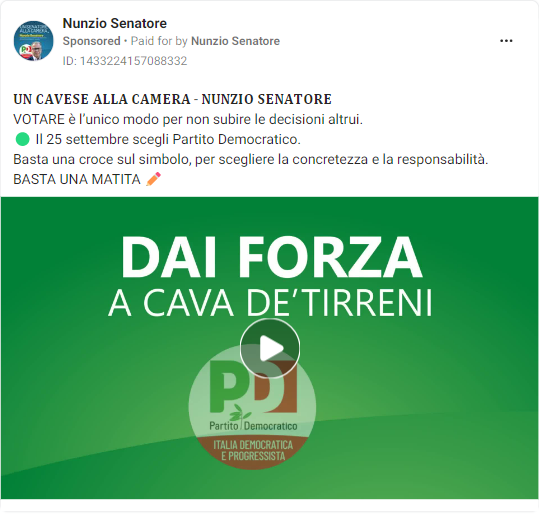 Nunzio Senatore
Sponsored • Paid for by Nunzio Senatore
ID: 1433224157088332
UN CAVESE ALLA CAMERA - NUNZIO SENATORE
VOTARE è l’unico modo per non subire le decisioni altrui.
🟢 Il 25 settembre scegli Partito Democratico.
Basta una croce sul simbolo, per scegliere la concretezza e la responsabilità.
BASTA UNA MATITA ✏️
DAI FORZA
A CAVA DE’TIRRENI
PD
Partito Democratico
ITALIA DEMOCRATICA
E PROGRESSISTA